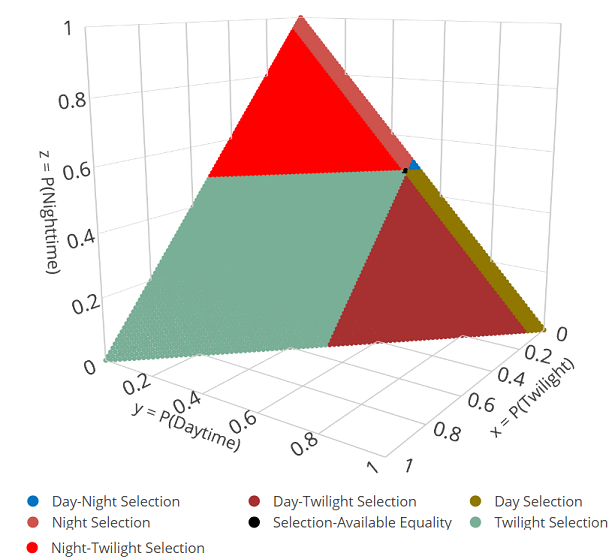 1
0.8
0.6
0.4
0.2
0
z = P(Nighttime)
0.2
0.4
0.6
0.8
1
y = P(Daytime)
0
0.2
0.4
0.6
0.8
1
x = P(Twilight)
Day-Night Selection
Day-Twilight Selection
Day Selection
Night Selection
Selection-Available Equality
Twilight Selection
Night-Twilight Selection